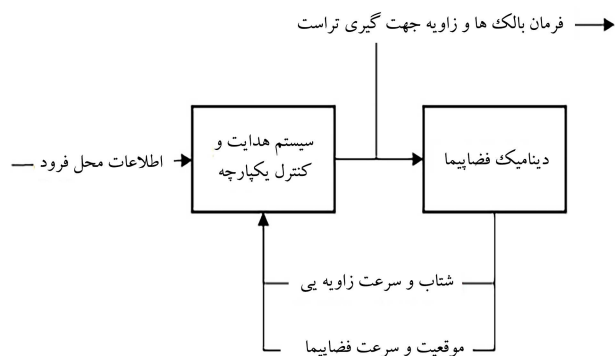 فرمان بالک ها و زاویه جهت گیری تراست
سیستم هدایت و
کنترل یکپارچه
دینامیک فضاپیما
اطلاعات محل فرود
شتاب و سرعت زاویه یی
موقعیت و سرعت فضاپیما